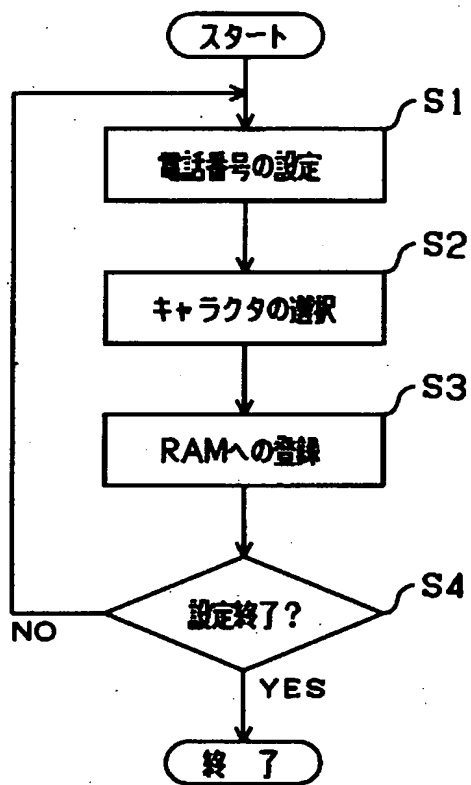 スタート
S1
電話番号の設定
S2
キャラクタの選択
S3
RAMへの登録
S4
設定終了?
NO
YES
終 了